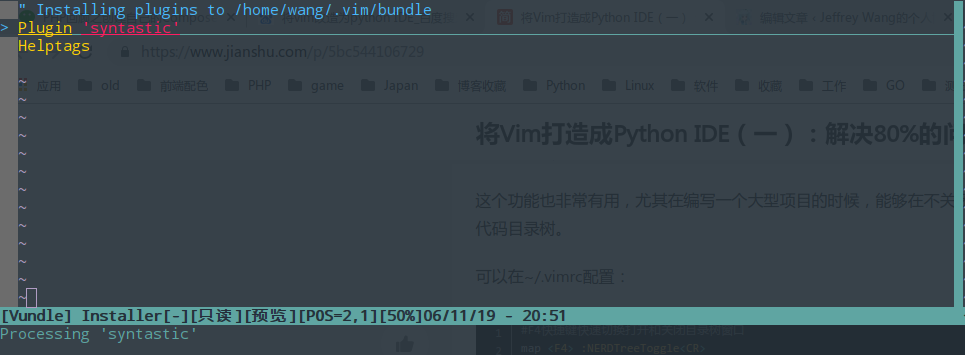 " Installing plugins to /home/wang/.vim/bundle
将Vim打造成Python IDE（一）
编辑文章 : Jeffrey Wang的个人
> Plugin 'syntastic'
Helptags
https://www.jianshu.com/p/5bc544106729
应用 old 前端配色 PHP game Japan 博客收藏 Python Linux 软件 收藏 工作 GO
~
~
~
将Vim打造成Python IDE（一）：解决80%的问
~
~
~
~
这个功能也非常有用，尤其在编写一个大型项目的时候，能够在不关
~
代码目录树。
~
~
~
可以在~/.vimrc配置：
~
~
[Vundle] Installer[-][只读][预览][POS=2,1][50%]06/11/19 - 20:51
Processing 'syntastic'
map <F4> :NERDTreeToggle<CR>